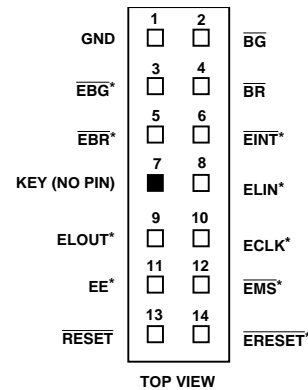 1 2
GND BG
3 4
EBG* BR
5 6
EBR* EINT*
7 8
KEY (NO PIN) ELIN*
9 10
ELOUT* ECLK*
11 12
EE* EMS*
13 14
RESET ERESET*
TOP VIEW